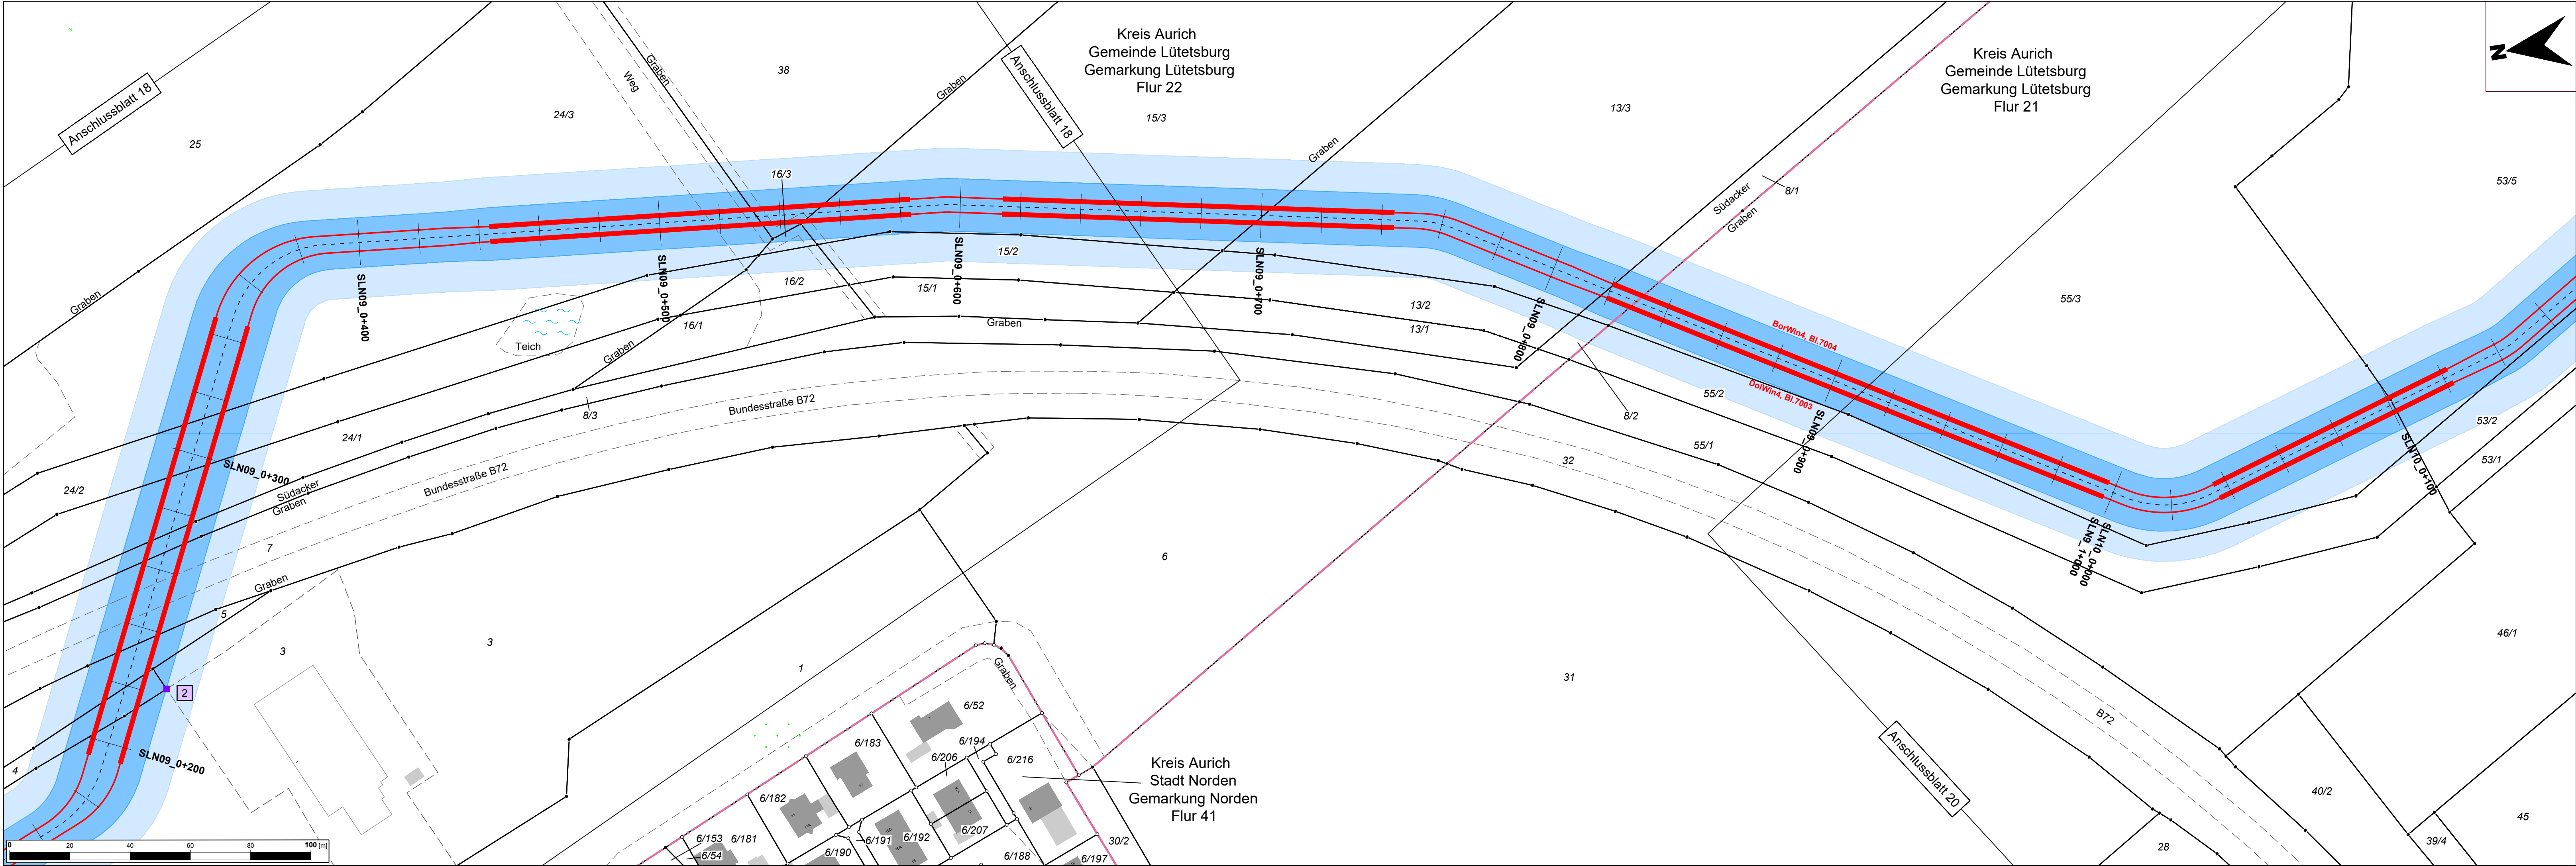 Anschlussblatt 18
25
24/3
Weg
Graben
38
Graben
Anschlussblatt 18
Kreis Aurich
Gemeinde Lütetsburg
Gemarkung Lütetsburg
Flur 22
15/3
Graben
13/3
Kreis Aurich
Gemeinde Lütetsburg
Gemarkung Lütetsburg
Flur 21
N
16/3
8/1
Südacker
Graben
53/5
Graben
SLN09_0+400
SLN09_0+500
SLN09_0+600
SLN09_0+700
SLN09_0+800
15/2
16/2
15/1
16/1
Teich
Graben
Graben
13/2
13/1
55/3
BorWin4, Bl.7004
DolWin4, Bl.7003
55/2
8/2
8/3
Bundesstraße B72
24/1
24/2
SLN09_0+300
Südacker
Graben
Bundesstraße B72
32
55/1
SLN09_0+900
SLN10_0+100
53/2
53/1
SLN10_0+000
SLN9_1+000
7
Graben
5
3
3
6
46/1
2
1
31
Graben
SLN09_0+200
4
6/52
6/183
6/194
6/206
6/216
Kreis Aurich
Stadt Norden
Gemarkung Norden
Flur 41
Anschlussblatt 20
B72
6/182
6/153
6/181
6/54
6/190
6/191
6/192
6/207
6/188
6/197
30/2
40/2
39/4
45
28
0 20 40 60 80 100 [m]